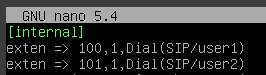 GNU nano 5.4
[internal]
exten => 100,1,Dial(SIP/user1)
exten => 101,1,Dial(SIP/user2)